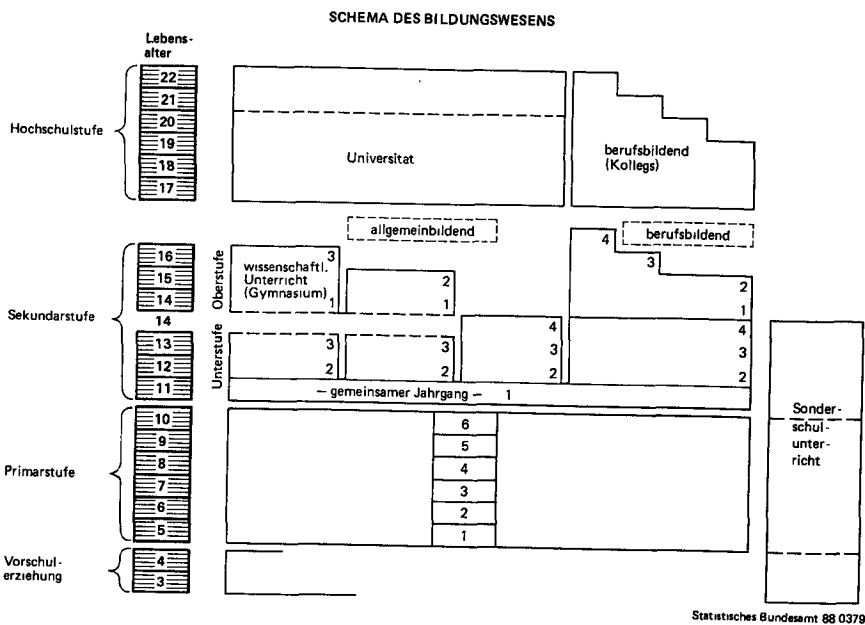 SCHEMA DES BILDUNGSWESENS
Lebens-
alter
22
21
20
19
18
17
Hochschulstufe
Universitat
berufsbildend
(Kollegs)
allgemeinbildend
berufsbildend
16
15
14
14
13
12
11
Sekundarstufe
Oberstufe
Unterstufe
wissenschaftl.
Unterricht
(Gymnasium)
3
1
2
1
4
3
2
1
3
2
3
2
4
3
2
4
3
2
— gemeinsamer Jahrgang — 1
10
9
8
7
6
5
Primarstufe
6
5
4
3
2
1
Sonder-
schul-
unter-
richt
Vorschul-
erziehung
4
3
Statistisches Bundesamt 88 0379